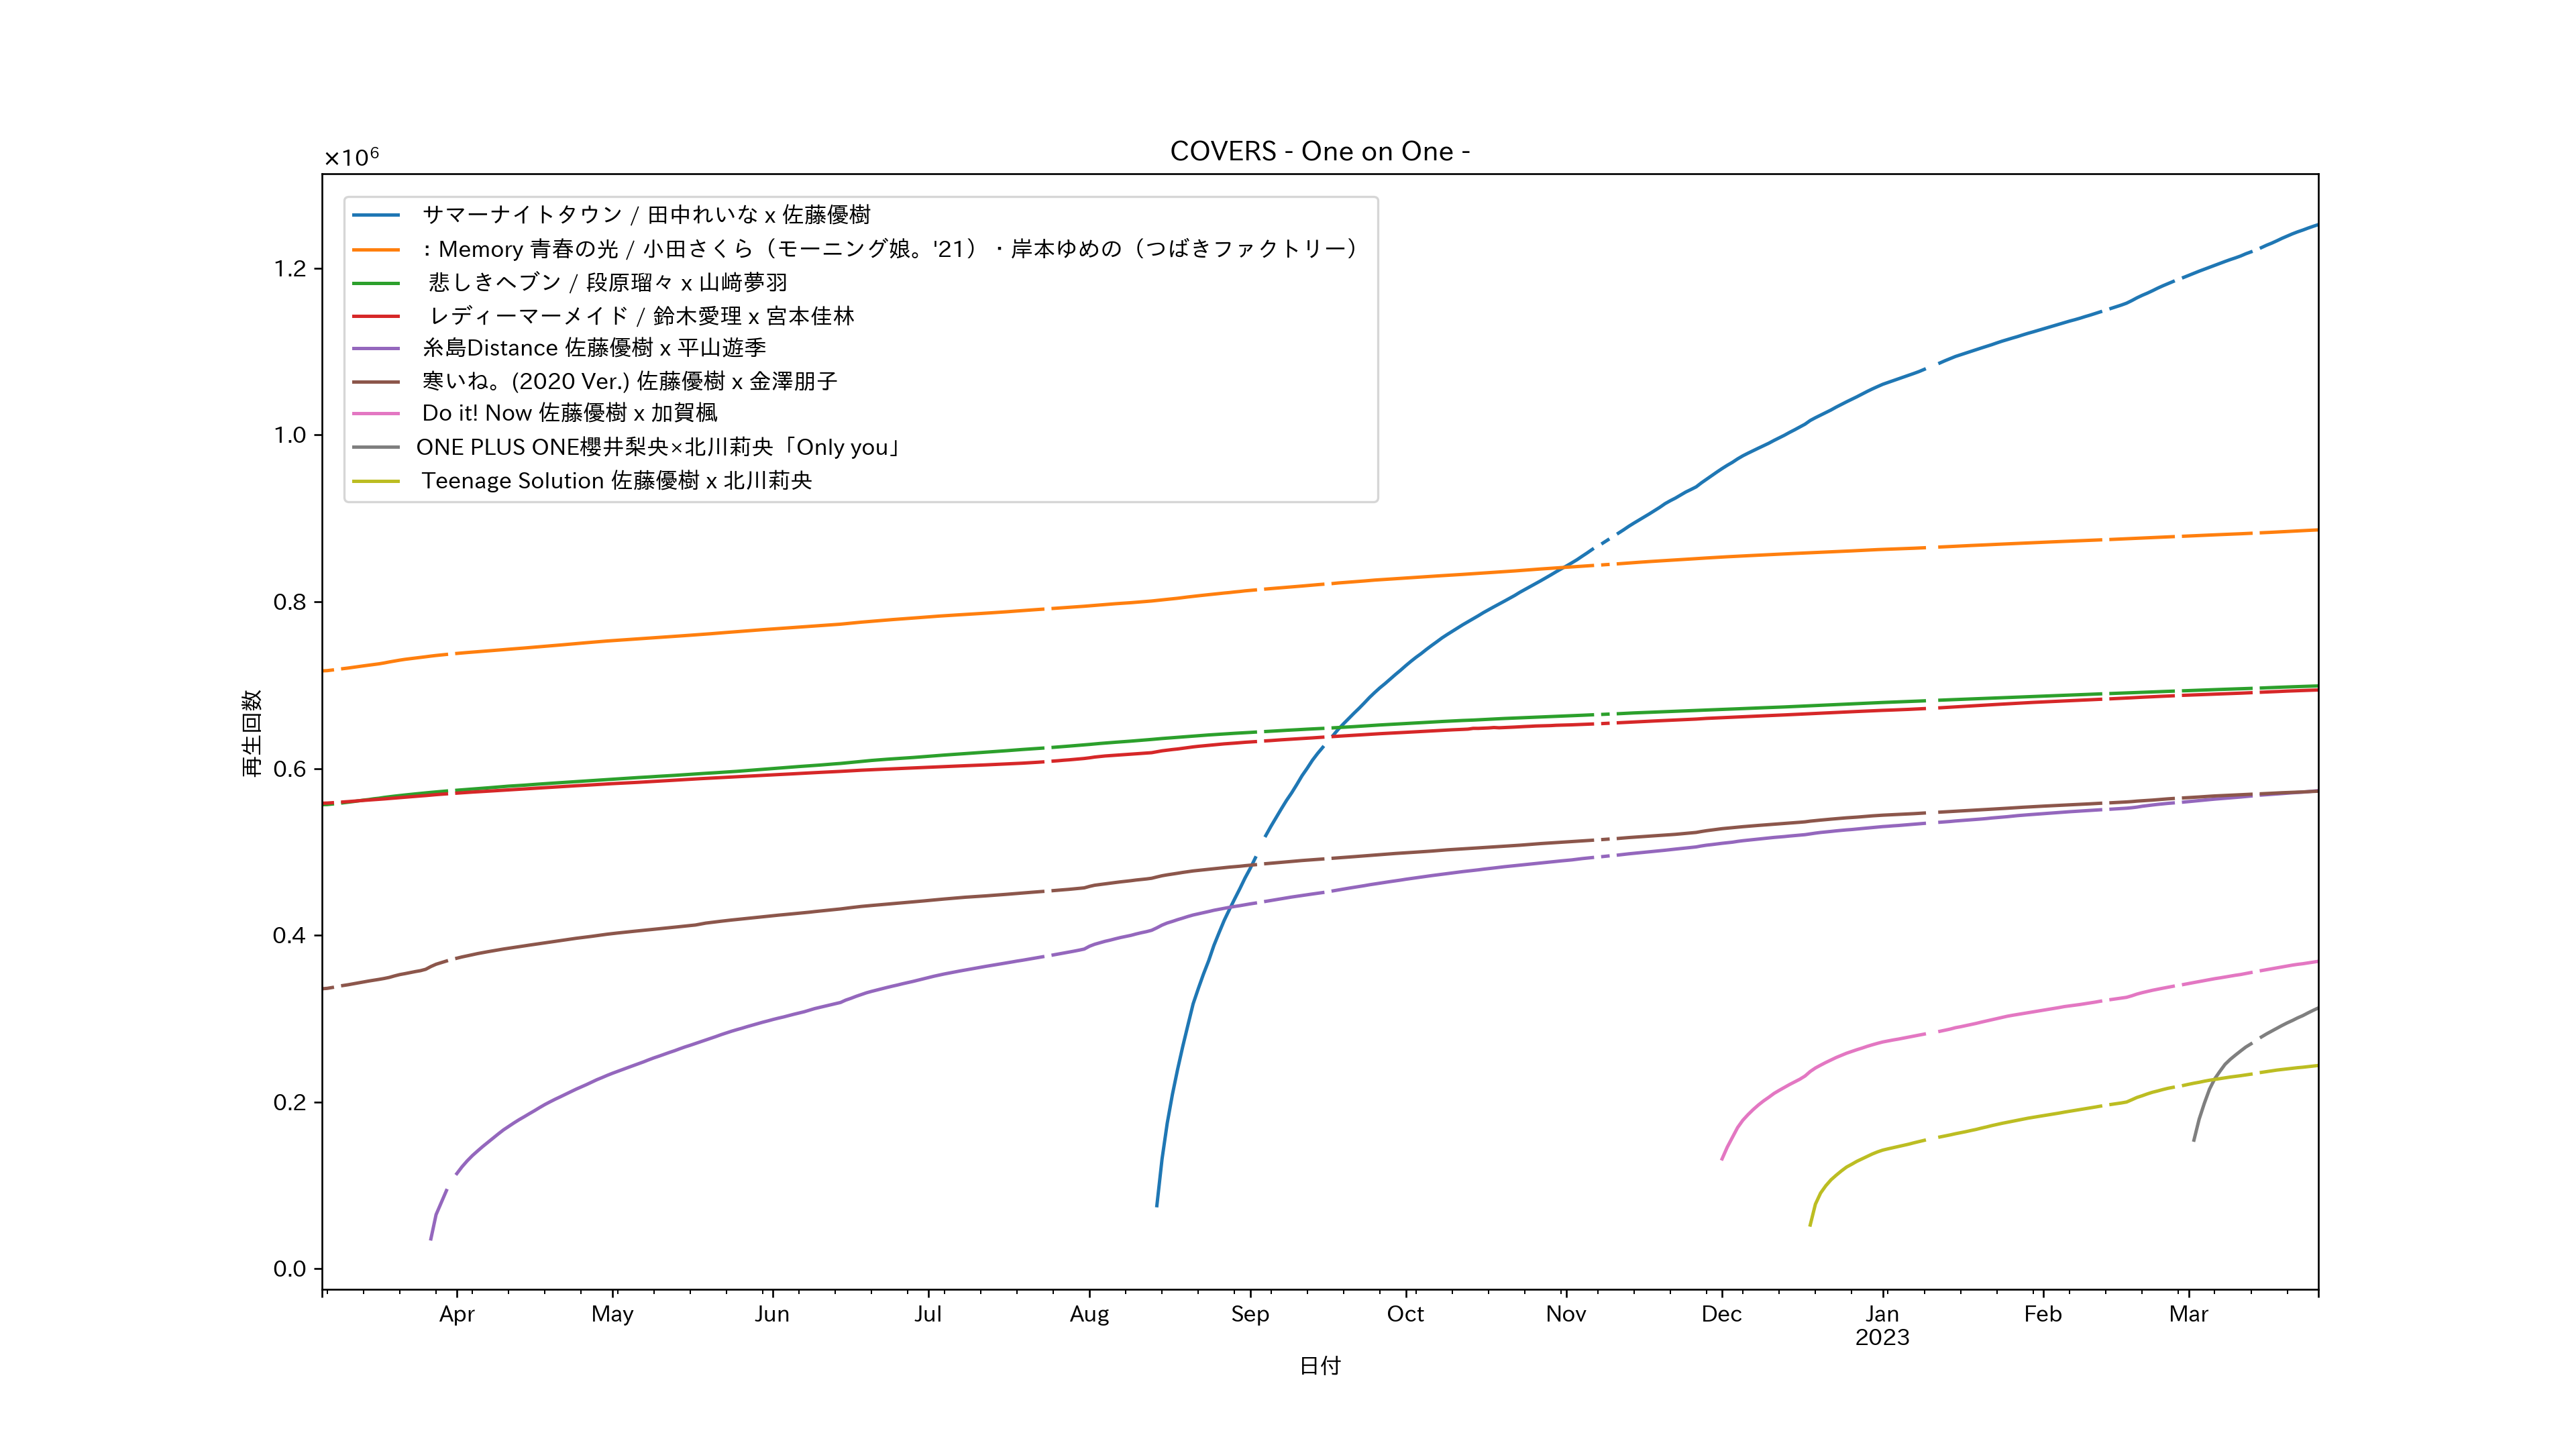 COVERS - One on One -
×10⁶
サマーナイトタウン / 田中れいな x 佐藤優樹
: Memory 青春の光 / 小田さくら（モーニング娘。'21）・岸本ゆめの（つばきファクトリー）
悲しきヘブン / 段原瑠々 x 山﨑夢羽
レディーマーメイド / 鈴木愛理 x 宮本佳林
糸島Distance 佐藤優樹 x 平山遊季
寒いね。(2020 Ver.) 佐藤優樹 x 金澤朋子
Do it! Now 佐藤優樹 x 加賀楓
ONE PLUS ONE櫻井梨央×北川莉央「Only you」
Teenage Solution 佐藤優樹 x 北川莉央
1.2
1.0
0.8
0.6
0.4
0.2
0.0
再生回数
Apr May Jun Jul Aug Sep Oct Nov Dec Jan Feb Mar
2023
日付